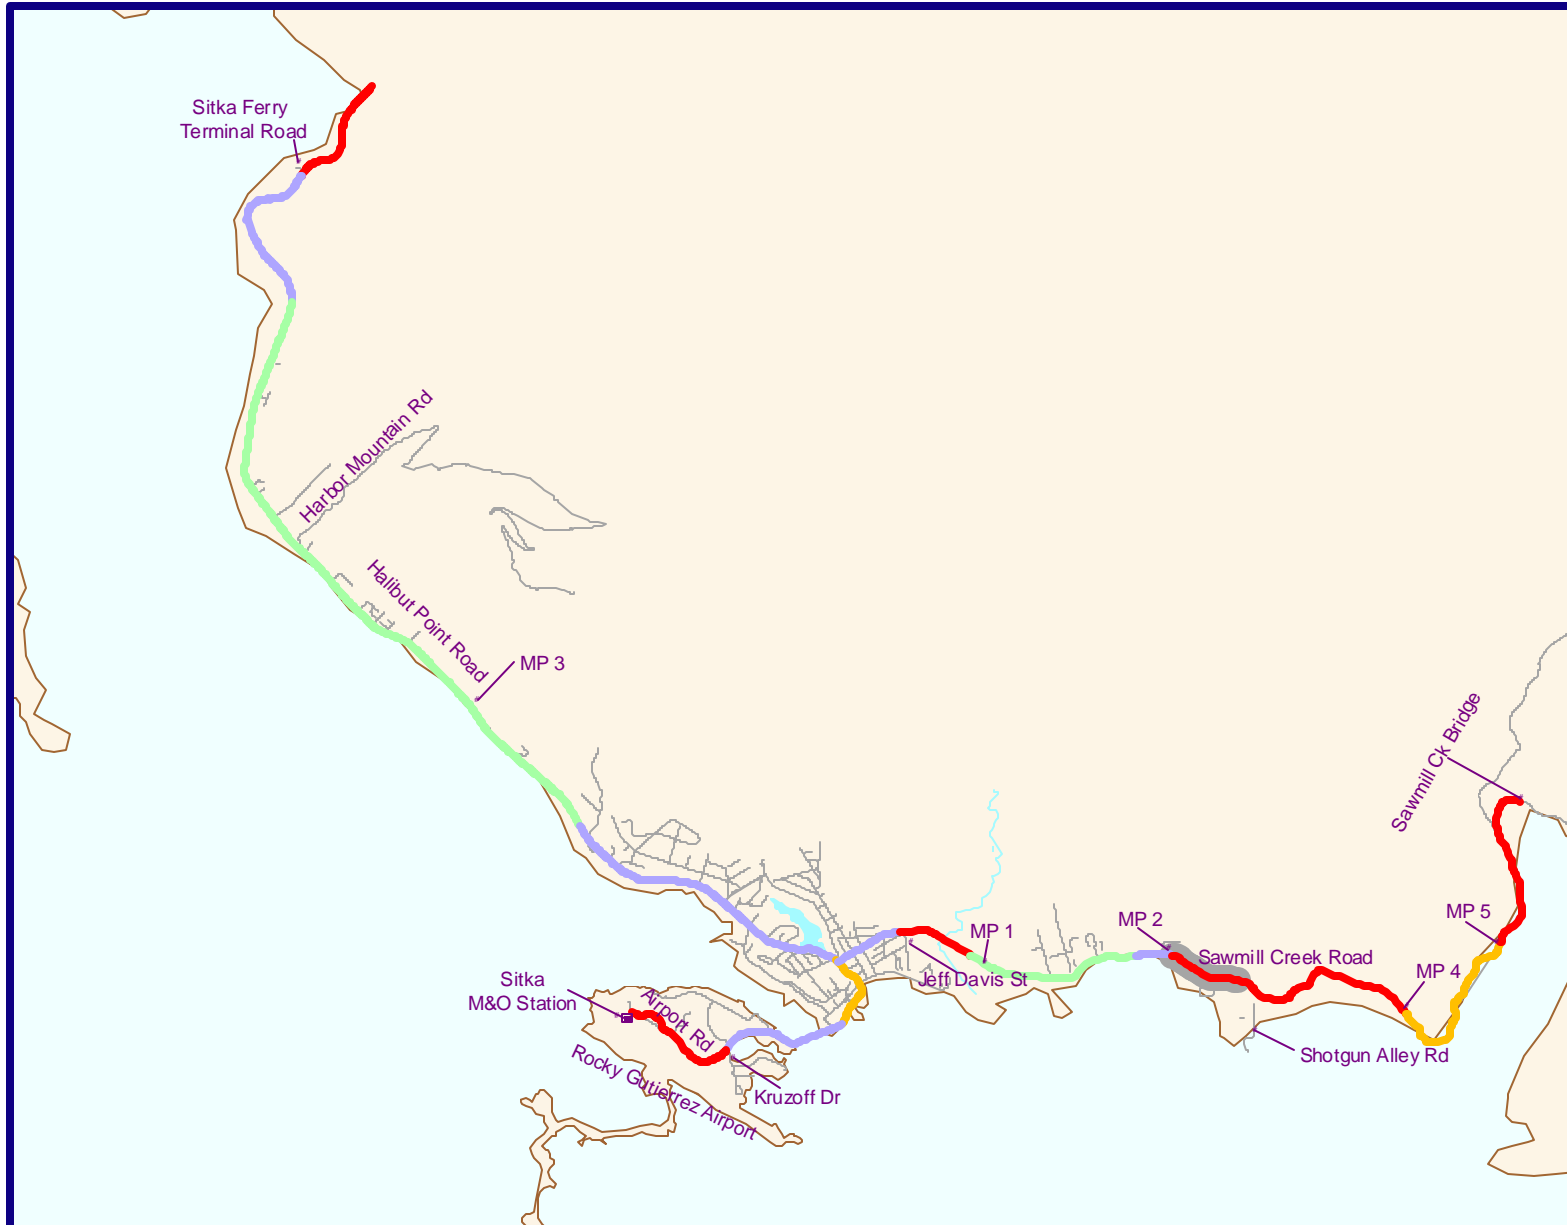 Sitka Ferry
Terminal Road
Harbor Mountain Rd
Halibut Point Road
MP 3
Sawmill Ck Bridge
MP 5
MP 2
MP 1
Sawmill Creek Road
Jeff Davis St
MP 4
Sitka
M&O Station
Airport Rd
Shotgun Alley Rd
Rocky Gutierrez Airport
Kruzoff Dr